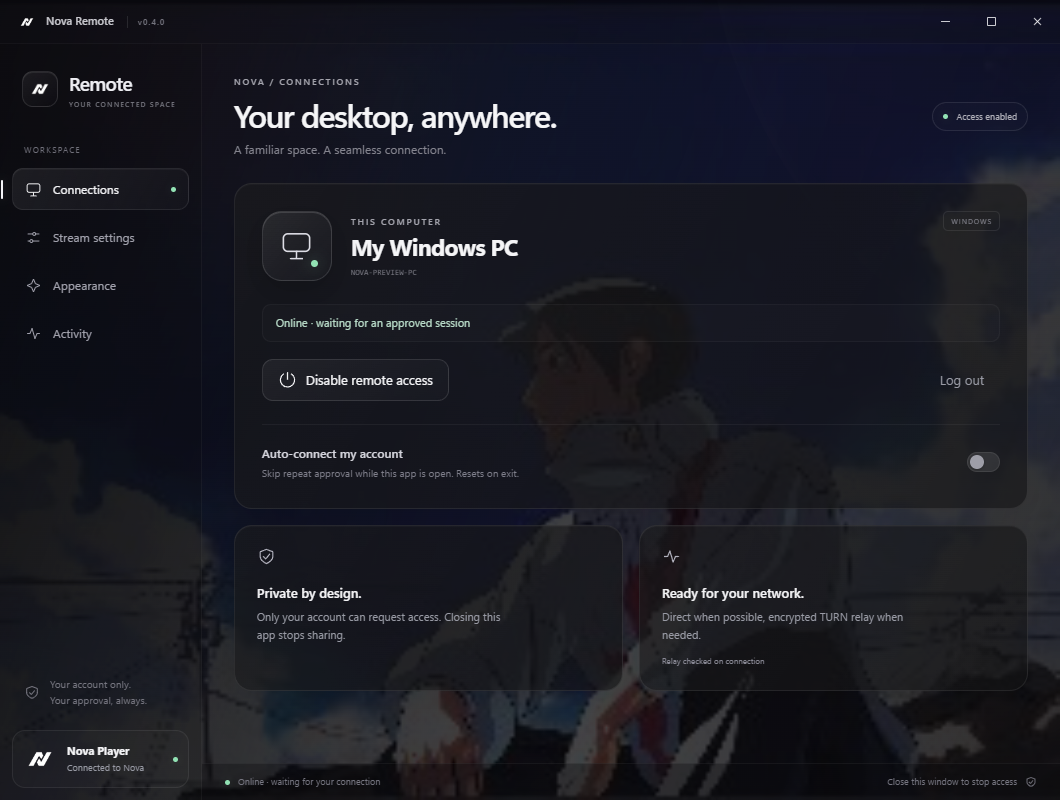 Nova Remote
v0.4.0
Remote
YOUR CONNECTED SPACE
WORKSPACE
Connections
Stream settings
Appearance
Activity
Your account only.
Your approval, always.
Nova Player
Connected to Nova
NOVA / CONNECTIONS
Your desktop, anywhere.
A familiar space. A seamless connection.
Access enabled
THIS COMPUTER
My Windows PC
NOVA-PREVIEW-PC
WINDOWS
Online · waiting for an approved session
Disable remote access
Log out
Auto-connect my account
Skip repeat approval while this app is open. Resets on exit.
Private by design.
Only your account can request access. Closing this
app stops sharing.
Ready for your network.
Direct when possible, encrypted TURN relay when
needed.
Relay checked on connection
Online · waiting for your connection
Close this window to stop access